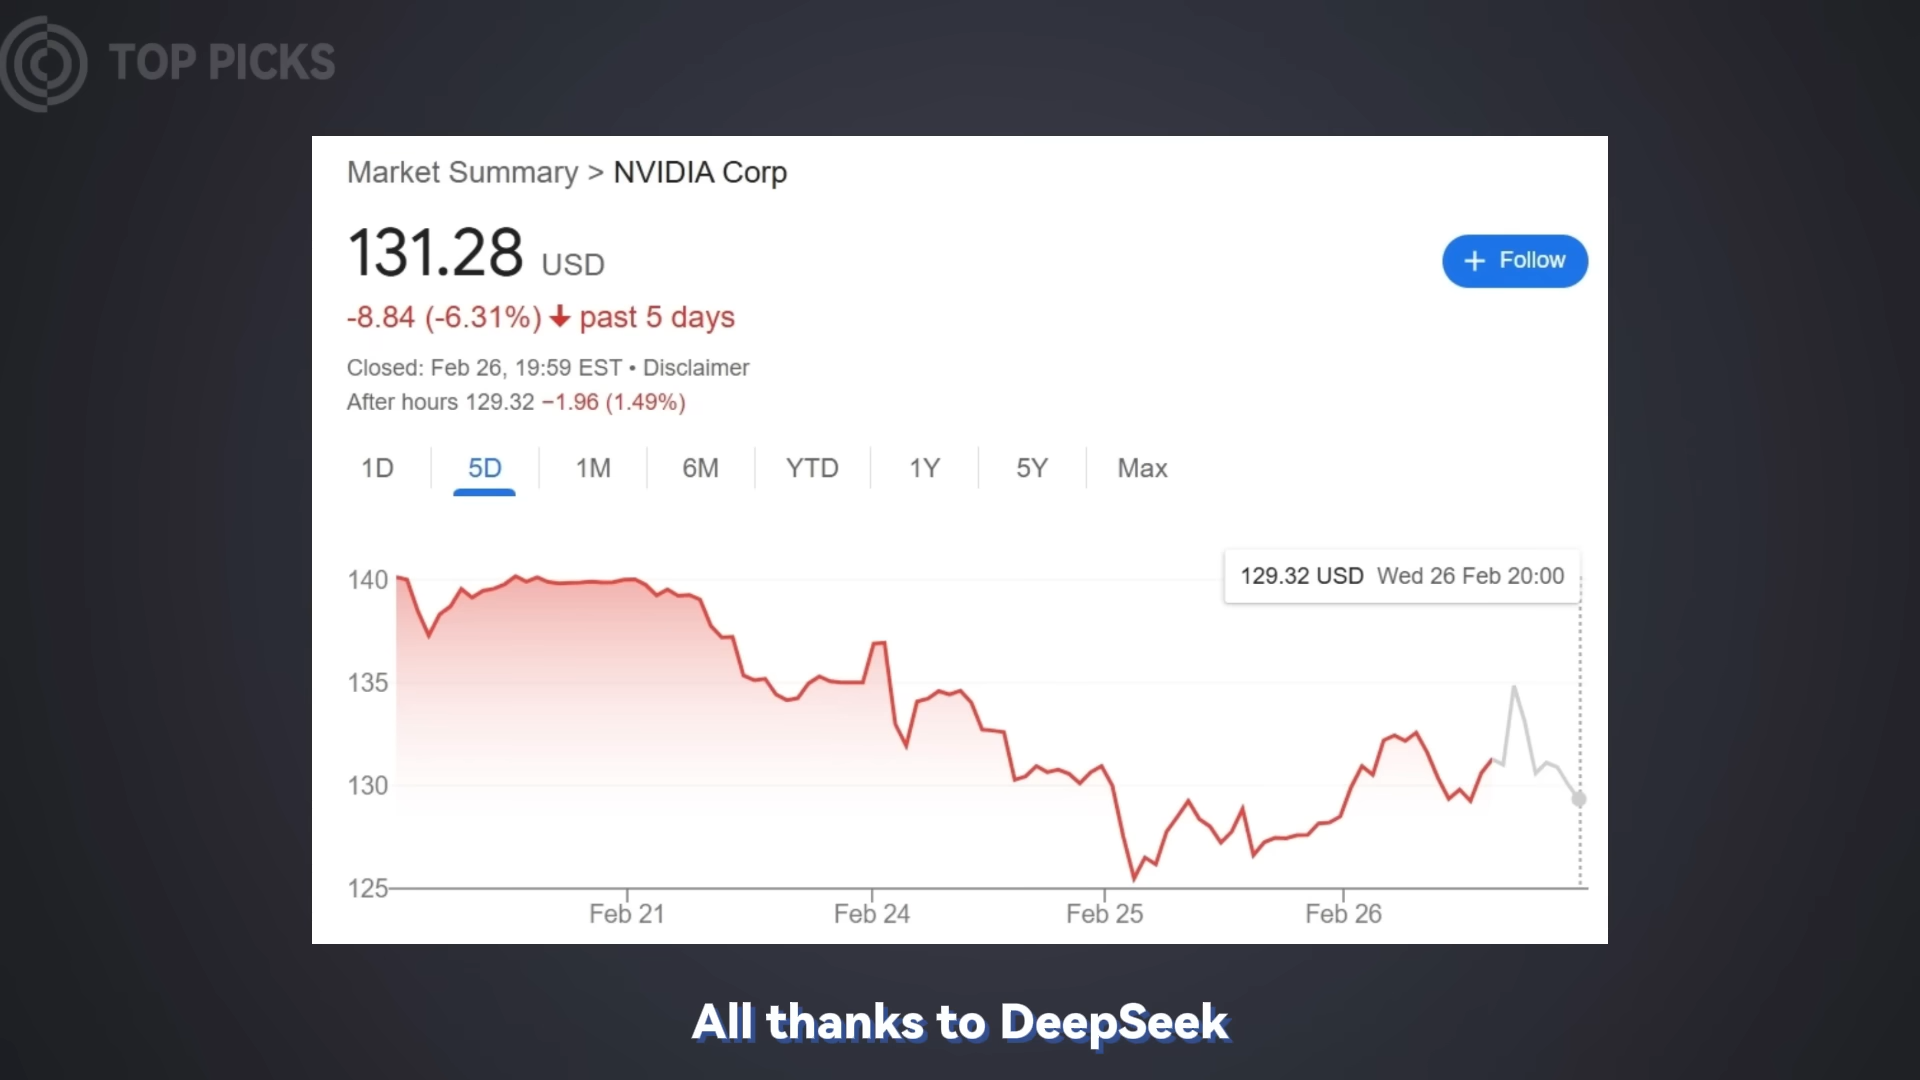 TOP PICKS
Market Summary > NVIDIA Corp
131.28 USD
+ Follow
-8.84 (-6.31%) past 5 days
Closed: Feb 26, 19:59 EST • Disclaimer
After hours 129.32 −1.96 (1.49%)
1D 5D 1M 6M YTD 1Y 5Y Max
129.32 USD Wed 26 Feb 20:00
140
135
130
125
Feb 21 Feb 24 Feb 25 Feb 26
All thanks to DeepSeek